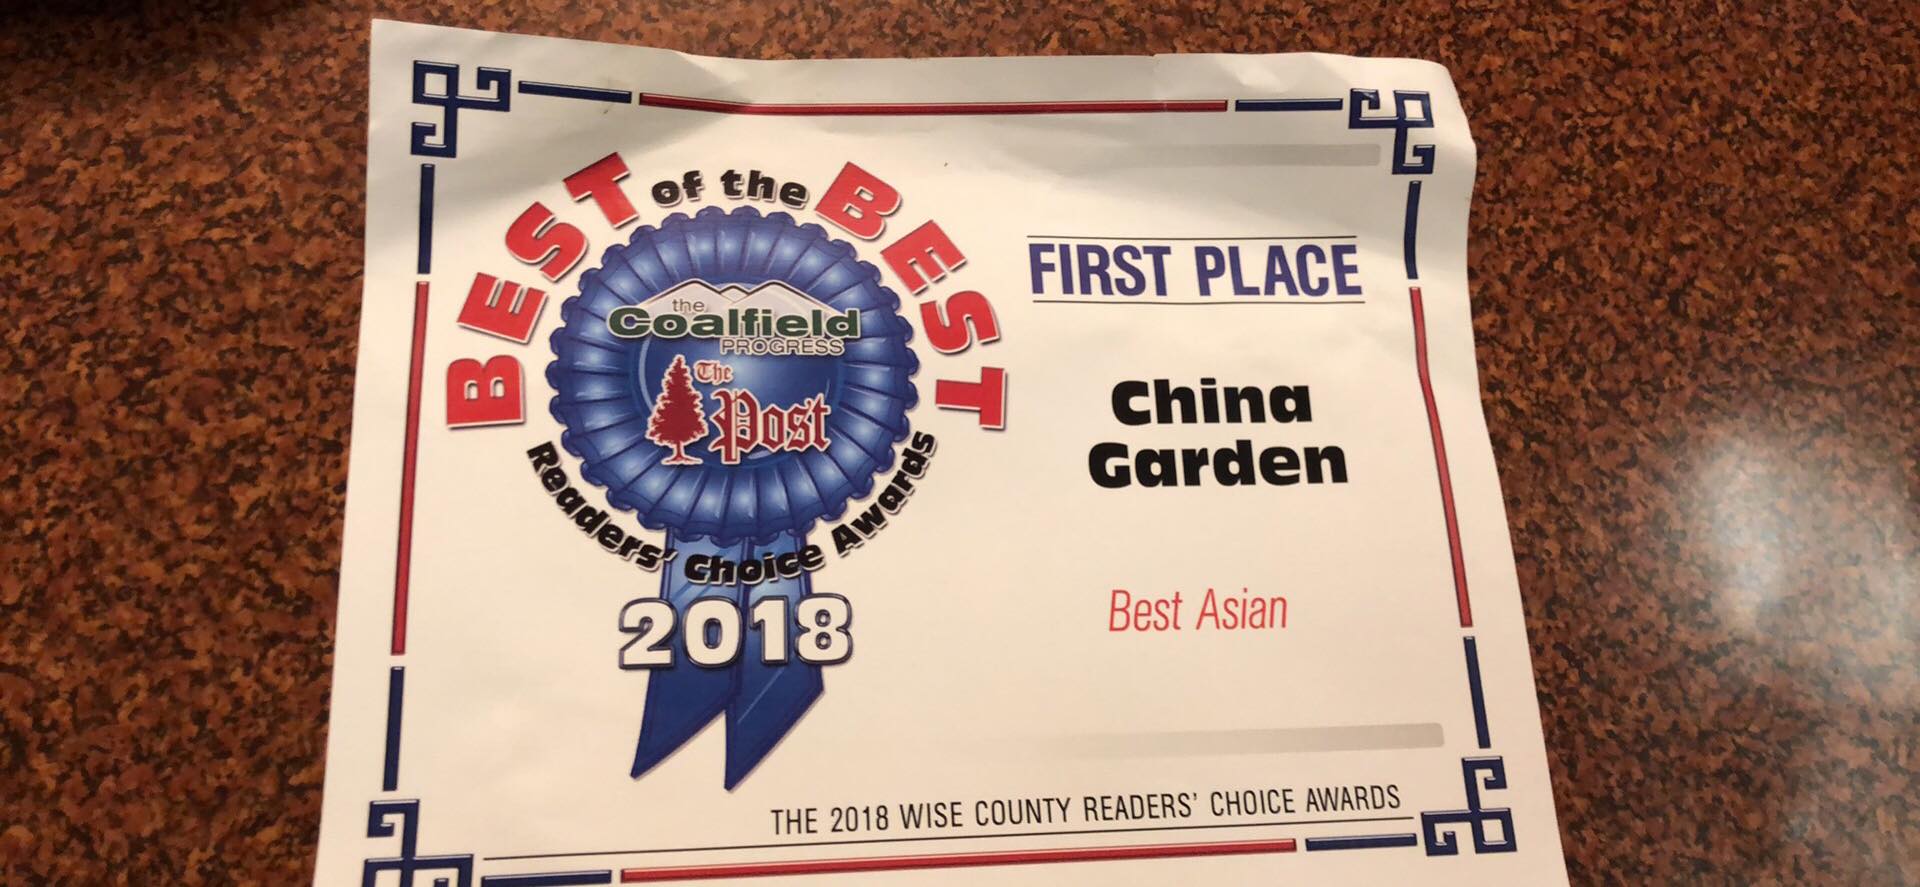 BEST of the BEST
the
Coalfield
PROGRESS
The
Post
Readers' Choice Awards
2018
FIRST PLACE
China
Garden
Best Asian
THE 2018 WISE COUNTY READERS' CHOICE AWARDS